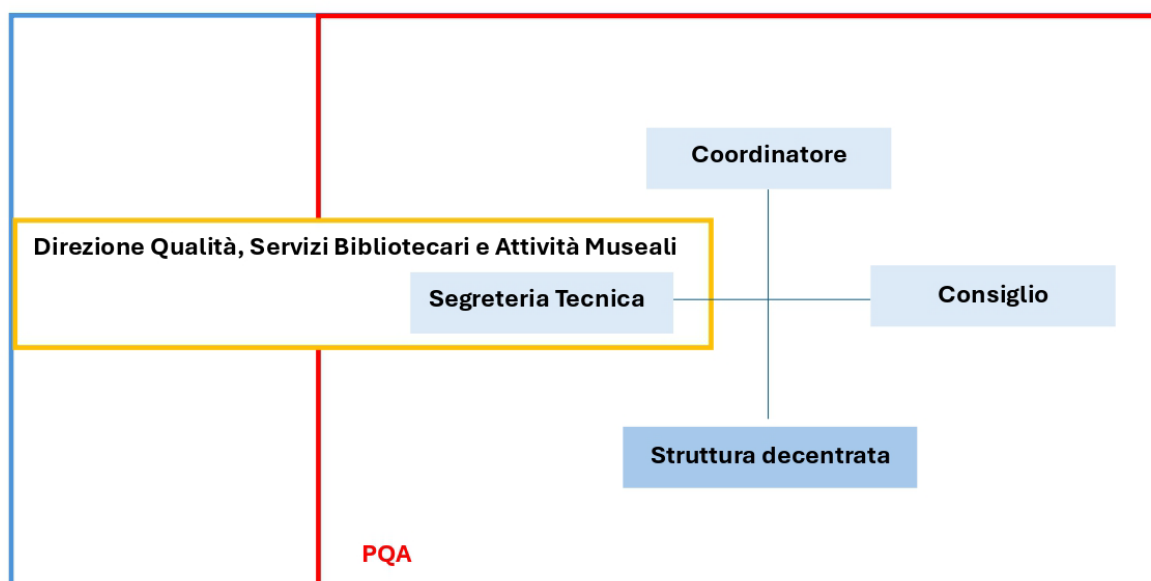 Coordinatore
Direzione Qualità, Servizi Bibliotecari e Attività Museali
Segreteria Tecnica
Consiglio
Struttura decentrata
PQA